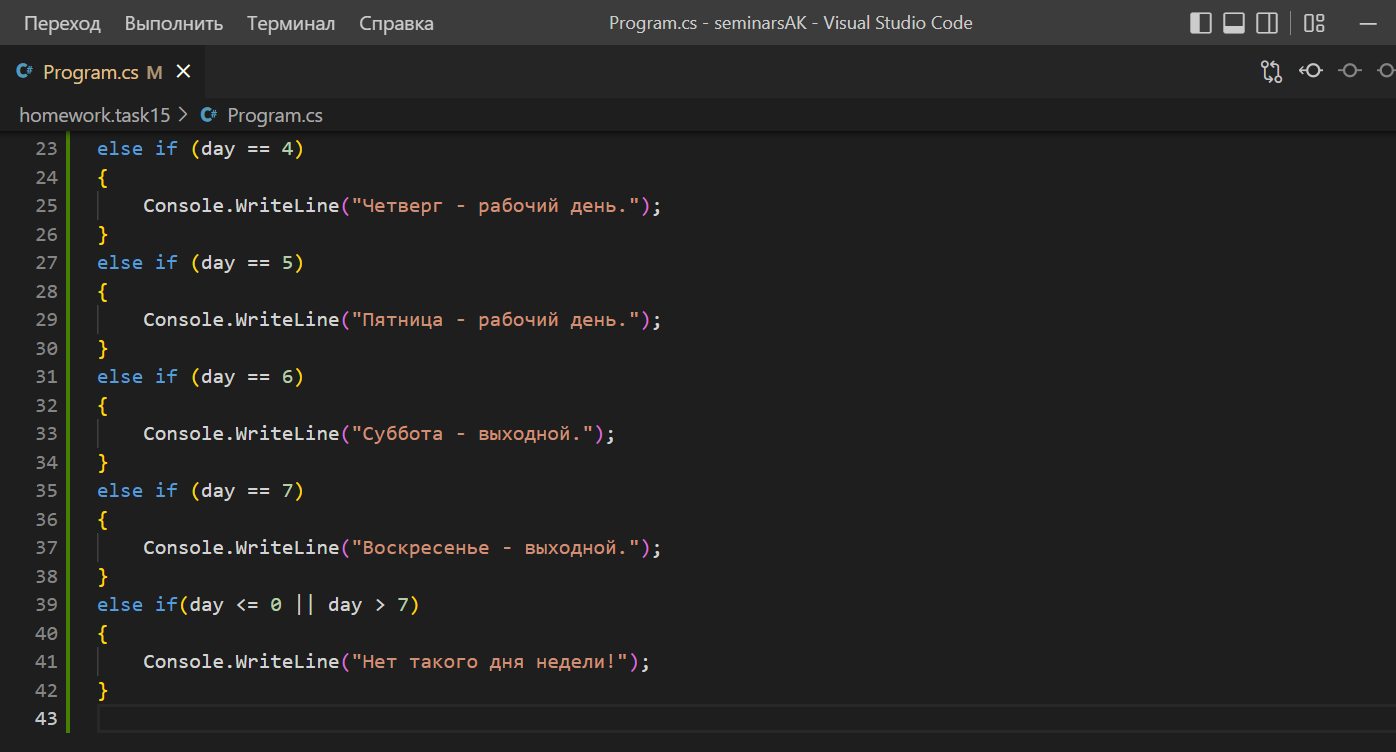 Переход Выполнить Терминал Справка Program.cs - seminarsAK - Visual Studio Code
C# Program.cs M
homework.task15 > C# Program.cs
23 else if (day == 4)
24 {
25 Console.WriteLine("Четверг - рабочий день.");
26 }
27 else if (day == 5)
28 {
29 Console.WriteLine("Пятница - рабочий день.");
30 }
31 else if (day == 6)
32 {
33 Console.WriteLine("Суббота - выходной.");
34 }
35 else if (day == 7)
36 {
37 Console.WriteLine("Воскресенье - выходной.");
38 }
39 else if(day <= 0 || day > 7)
40 {
41 Console.WriteLine("Нет такого дня недели!");
42 }
43